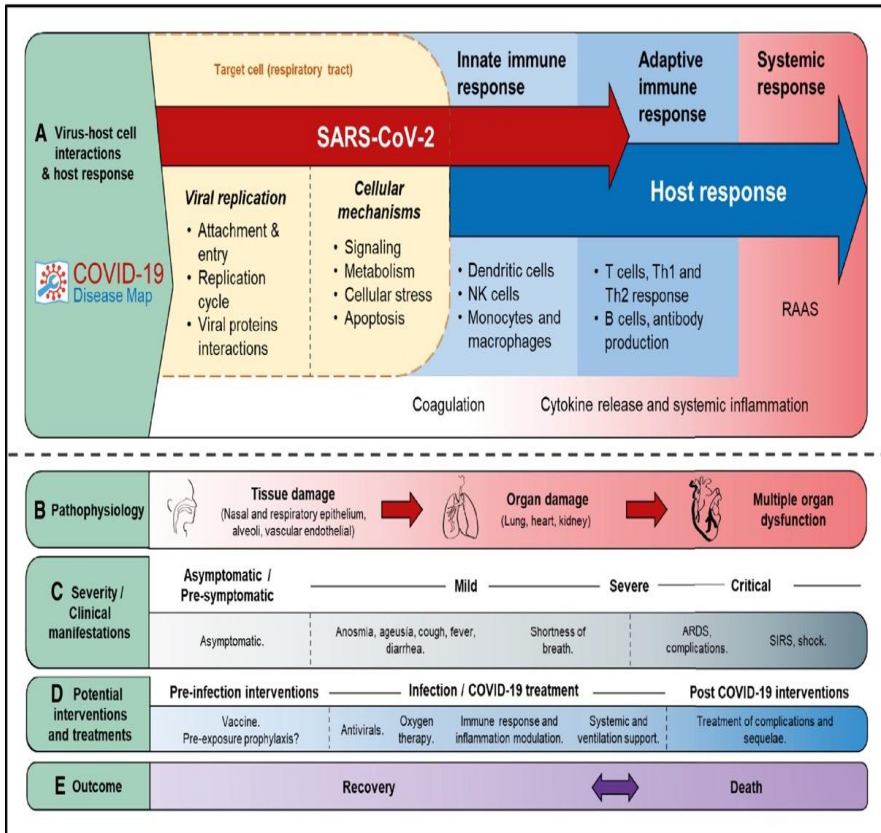 Target cell (respiratory tract)
Innate immune
response
Adaptive
immune
response
Systemic
response
A Virus-host cell
interactions
& host response
SARS-CoV-2
Host response
COVID-19
Disease Map
Viral replication
• Attachment &
entry
• Replication
cycle
• Viral proteins
interactions
Cellular
mechanisms
• Signaling
• Metabolism
• Cellular stress
• Apoptosis
• Dendritic cells
• NK cells
• Monocytes and
macrophages
• T cells, Th1 and
Th2 response
• B cells, antibody
production
RAAS
Coagulation
Cytokine release and systemic inflammation
B Pathophysiology
Tissue damage
(Nasal and respiratory epithelium,
alveoli, vascular endothelial)
Organ damage
(Lung, heart, kidney)
Multiple organ
dysfunction
C Severity /
Clinical
manifestations
Asymptomatic /
Pre-symptomatic
Mild
Severe
Critical
Asymptomatic.
Anosmia, ageusia, cough, fever,
diarrhea.
Shortness of
breath.
ARDS,
complications.
SIRS, shock.
D Potential
interventions
and treatments
Pre-infection interventions
Infection / COVID-19 treatment
Post COVID-19 interventions
Vaccine.
Pre-exposure prophylaxis?
Antivirals.
Oxygen
therapy.
Immune response and
inflammation modulation.
Systemic and
ventilation support.
Treatment of complications and
sequelae.
E Outcome
Recovery
Death